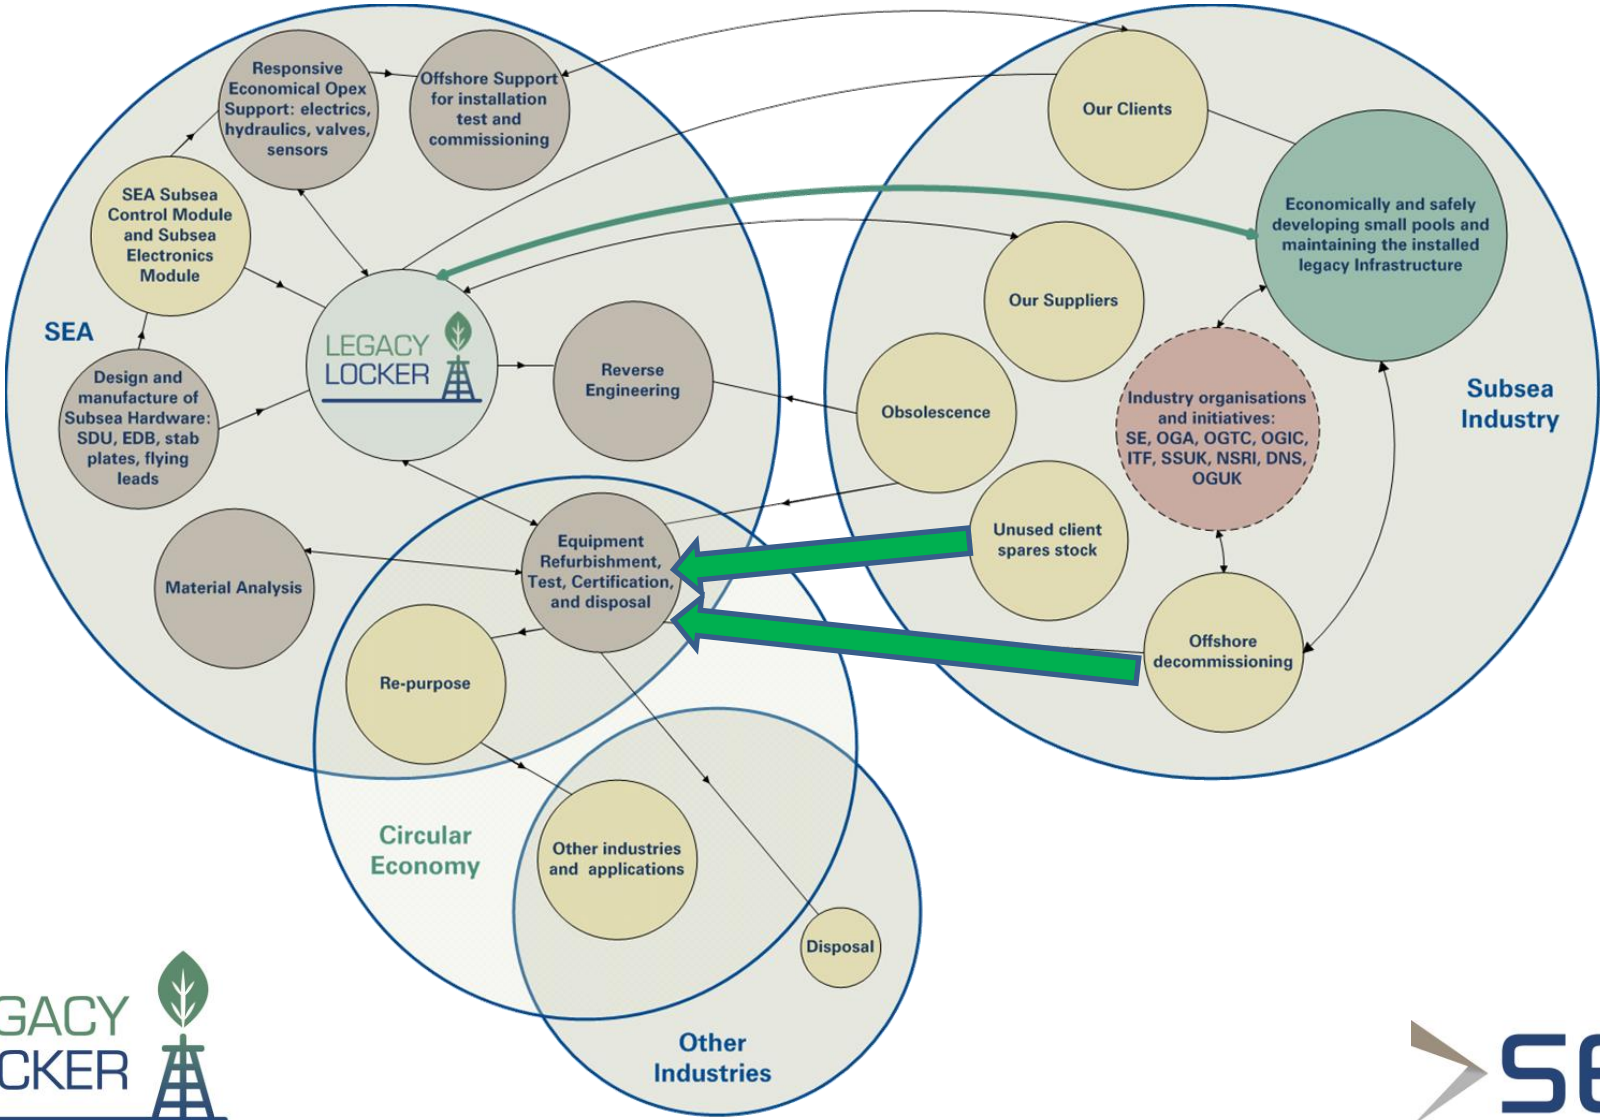 Responsive
Economical Opex
Support: electrics,
hydraulics, valves,
sensors
Offshore Support
for installation
test and
commissioning
Our Clients
SEA Subsea
Control Module
and Subsea
Electronics
Module
Economically and safely
developing small pools and
maintaining the installed
legacy Infrastructure
Our Suppliers
SEA
LEGACY
LOCKER
Reverse
Engineering
Design and
manufacture of
Subsea Hardware:
SDU, EDB, stab
plates, flying
leads
Obsolescence
Industry organisations
and initiatives:
SE, OGA, OGTC, OGIC,
ITF, SSUK, NSRI, DNS,
OGUK
Subsea
Industry
Unused client
spares stock
Equipment
Refurbishment,
Test, Certification,
and disposal
Material Analysis
Offshore
decommissioning
Re-purpose
Circular
Economy
Other industries
and applications
Disposal
Other
Industries
GACY
CKER
SE